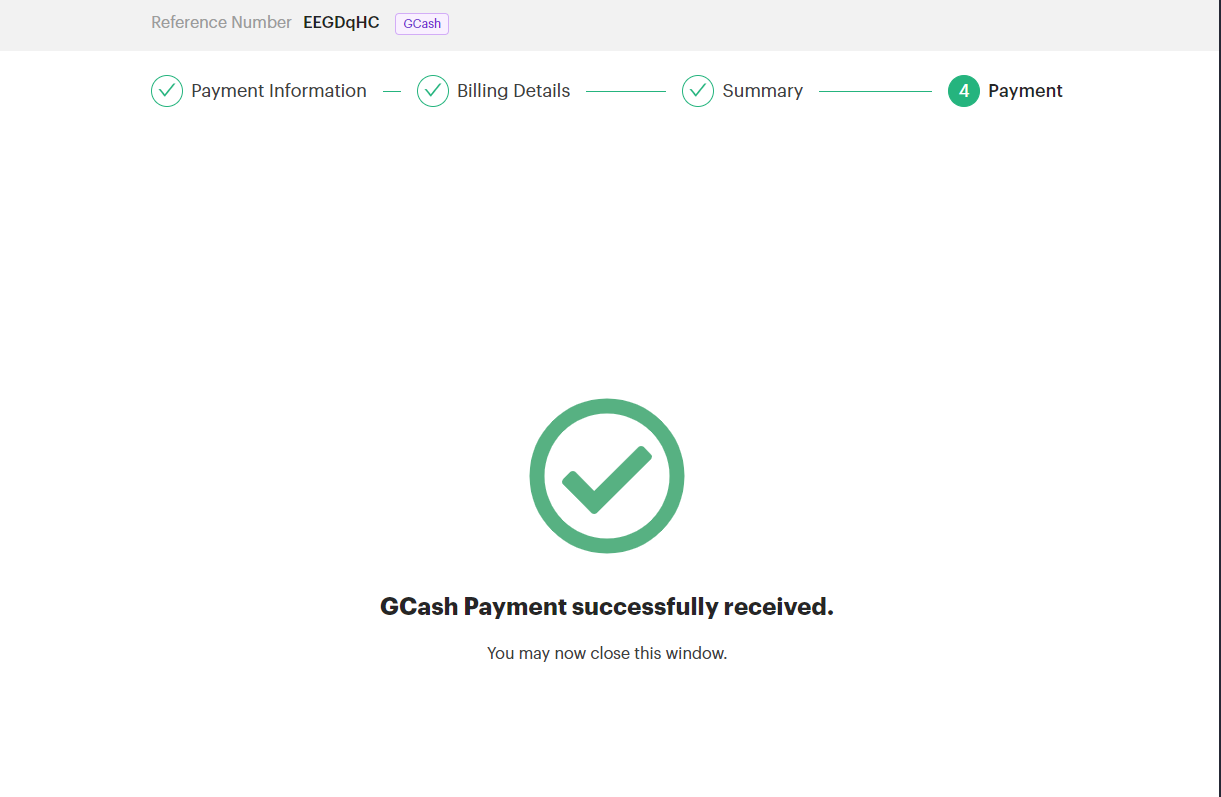 Reference Number EEGDqHC GCash
Payment Information Billing Details Summary 4 Payment
GCash Payment successfully received.
You may now close this window.